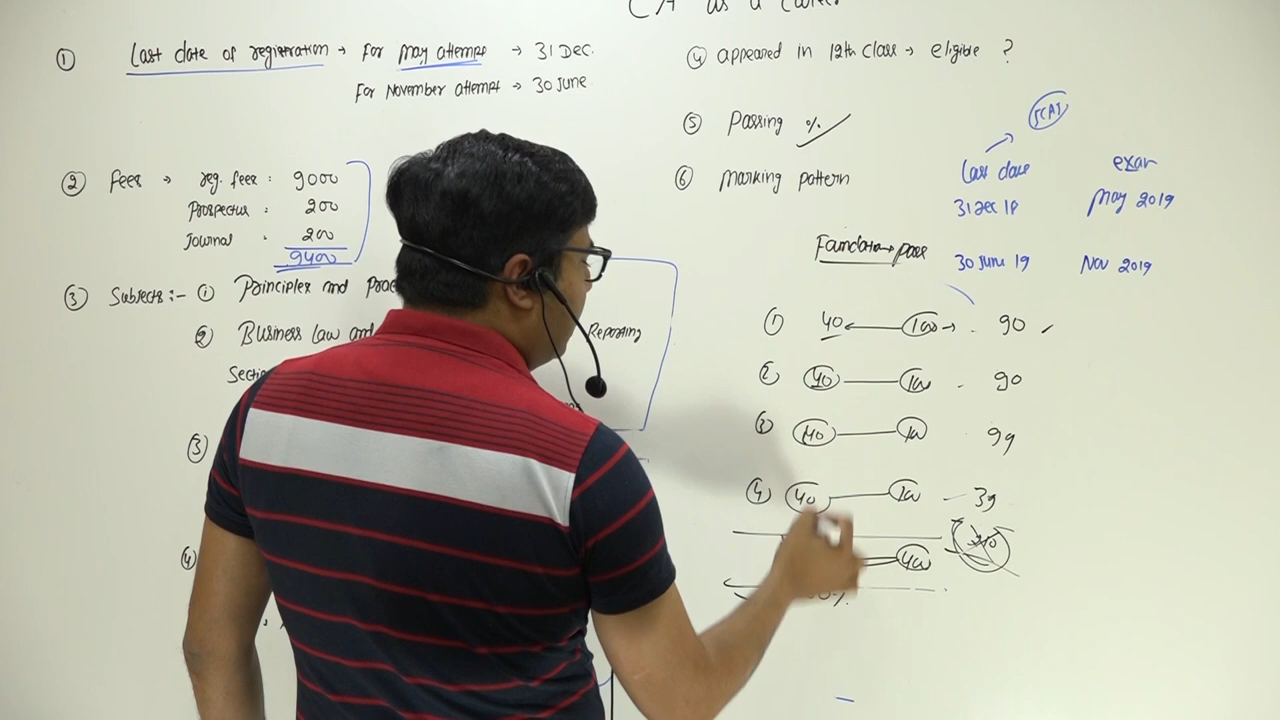 CA as a Career
① Last date of registration → For May attempt → 31 Dec.
For November attempt → 30 June
② Fees → reg. fees : 9000
Prospectus : 200
Journal . 200
9400
③ Subjects :- ① Principles and
② Business Law and
Reporting
③
④
④ appeared in 12th class → eligible ?
⑤ Passing %
⑥ Marking pattern
ICAI
Last date exam
31 Dec 18 May 2019
Foundation → pass
30 June 19 Nov 2019
① 40 100 → 90
② 40 100 - 90
③ 40 100 99
④ 40 100 - 39
400